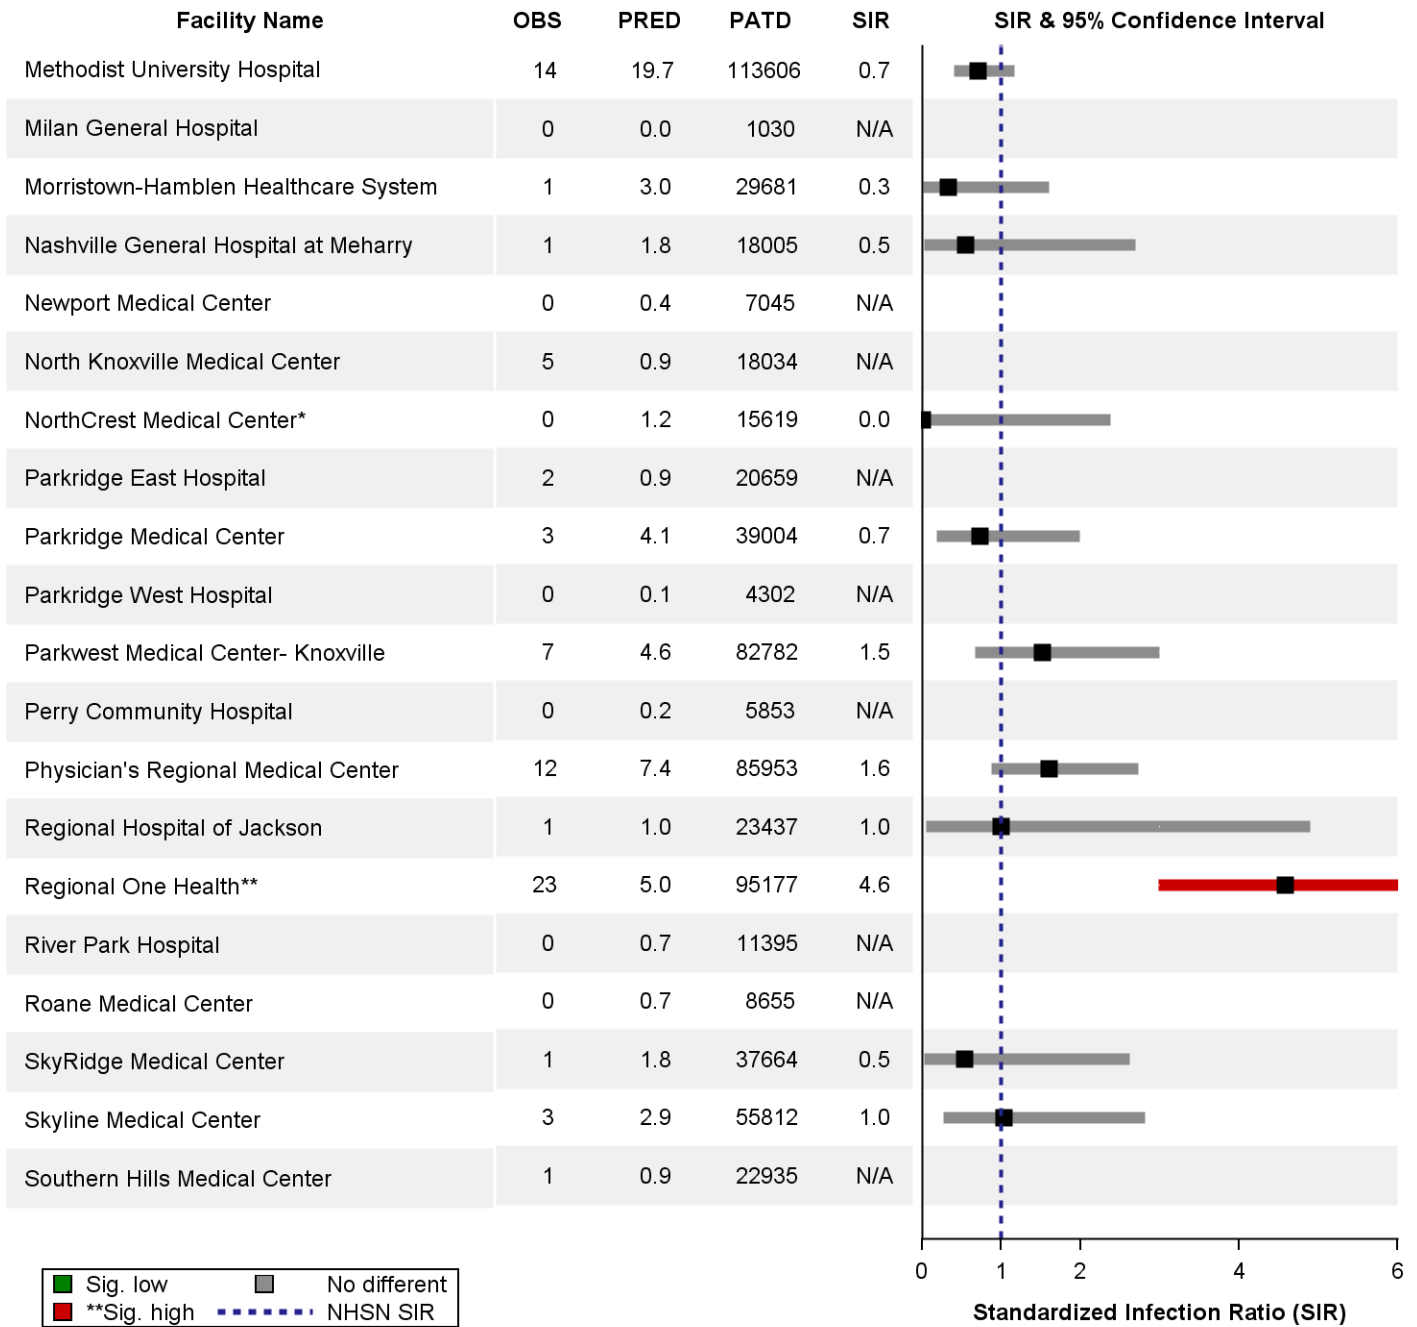 Facility Name OBS PRED PATD SIR SIR & 95% Confidence Interval
Methodist University Hospital 14 19.7 113606 0.7
Milan General Hospital 0 0.0 1030 N/A
Morristown-Hamblen Healthcare System 1 3.0 29681 0.3
Nashville General Hospital at Meharry 1 1.8 18005 0.5
Newport Medical Center 0 0.4 7045 N/A
North Knoxville Medical Center 5 0.9 18034 N/A
NorthCrest Medical Center* 0 1.2 15619 0.0
Parkridge East Hospital 2 0.9 20659 N/A
Parkridge Medical Center 3 4.1 39004 0.7
Parkridge West Hospital 0 0.1 4302 N/A
Parkwest Medical Center- Knoxville 7 4.6 82782 1.5
Perry Community Hospital 0 0.2 5853 N/A
Physician's Regional Medical Center 12 7.4 85953 1.6
Regional Hospital of Jackson 1 1.0 23437 1.0
Regional One Health** 23 5.0 95177 4.6
River Park Hospital 0 0.7 11395 N/A
Roane Medical Center 0 0.7 8655 N/A
SkyRidge Medical Center 1 1.8 37664 0.5
Skyline Medical Center 3 2.9 55812 1.0
Southern Hills Medical Center 1 0.9 22935 N/A
0 1 2 4 6
Sig. low No different
**Sig. high NHSN SIR
Standardized Infection Ratio (SIR)